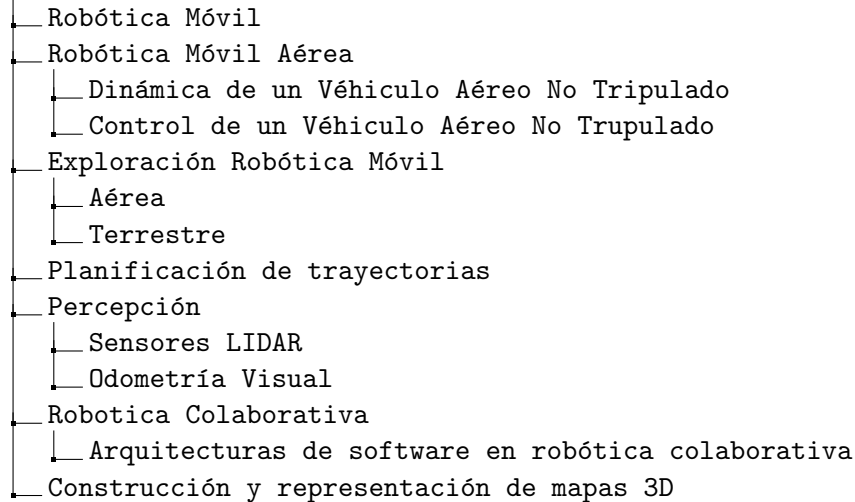 Robótica Móvil
Robótica Móvil Aérea
Dinámica de un Véhiculo Aéreo No Tripulado
Control de un Véhiculo Aéreo No Trupulado
Exploración Robótica Móvil
Aérea
Terrestre
Planificación de trayectorias
Percepción
Sensores LIDAR
Odometría Visual
Robotica Colaborativa
Arquitecturas de software en robótica colaborativa
Construcción y representación de mapas 3D